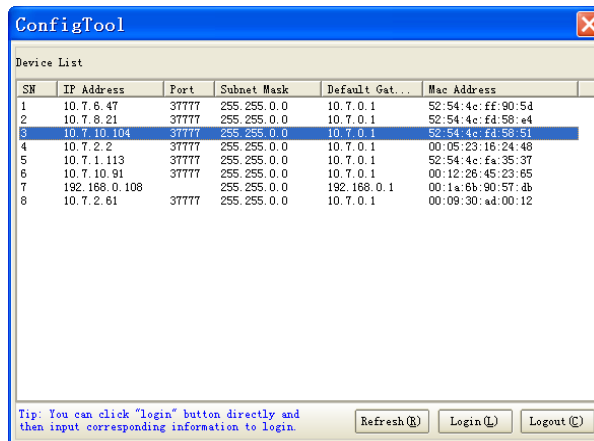 ConfigTool
Device List
SN IP Address Port Subnet Mask Default Gat... Mac Address
1 10.7.6.47 37777 255.255.0.0 10.7.0.1 52:54:4c:ff:90:5d
2 10.7.8.21 37777 255.255.0.0 10.7.0.1 52:54:4c:fd:58:e4
3 10.7.10.104 37777 255.255.0.0 10.7.0.1 52:54:4c:fd:58:51
4 10.7.2.2 37777 255.255.0.0 10.7.0.1 00:05:23:16:24:48
5 10.7.1.113 37777 255.255.0.0 10.7.0.1 52:54:4c:fa:35:37
6 10.7.10.91 37777 255.255.0.0 10.7.0.1 00:12:26:45:23:65
7 192.168.0.108 255.255.0.0 192.168.0.1 00:1a:6b:90:57:db
8 10.7.2.61 37777 255.255.0.0 10.7.0.1 00:09:30:ad:00:12
Tip: You can click "login" button directly and
then input corresponding information to login.
Refresh(R) Login(L) Logout(C)